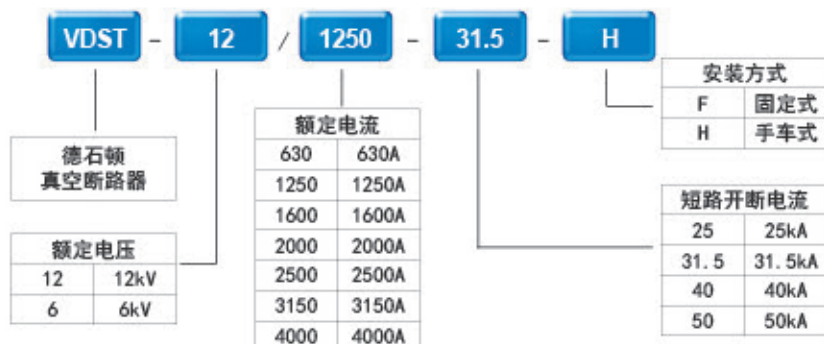 VDST - 12 / 1250 - 31.5 - H
德石顿
真空断路器
额定电压
12 12kV
6 6kV
额定电流
630 630A
1250 1250A
1600 1600A
2000 2000A
2500 2500A
3150 3150A
4000 4000A
安装方式
F 固定式
H 手车式
短路开断电流
25 25kA
31.5 31.5kA
40 40kA
50 50kA